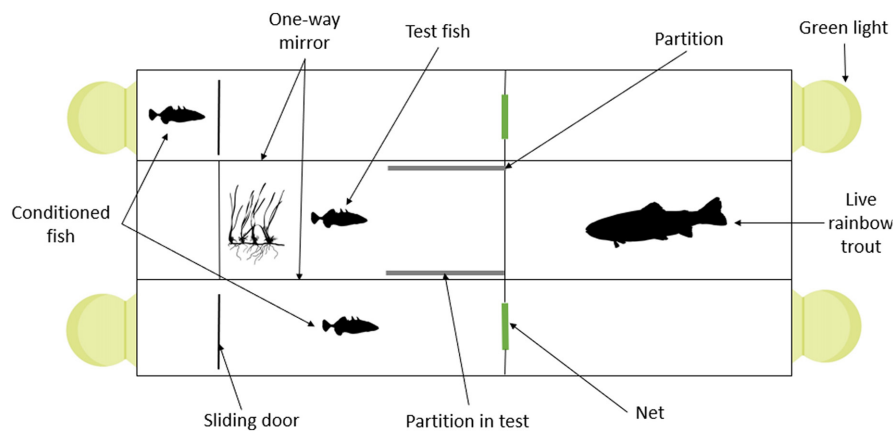 One-way
mirror
Test fish
Partition
Green light
Conditioned
fish
Live
rainbow
trout
Sliding door
Partition in test
Net